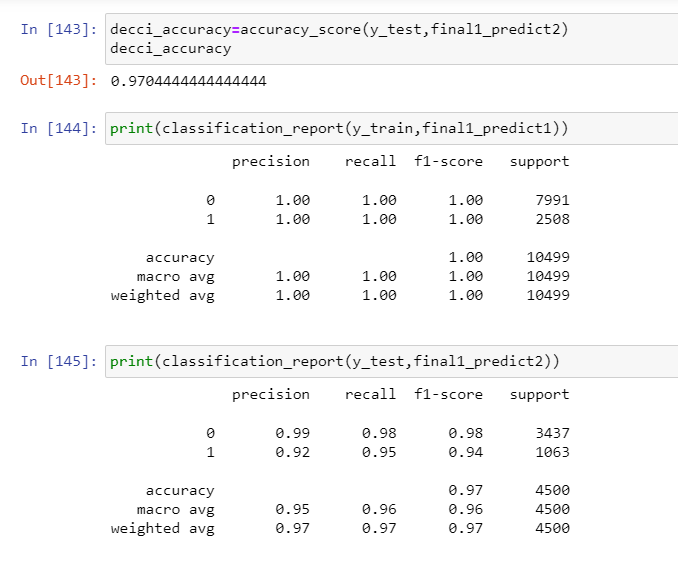 In [143]: decci_accuracy=accuracy_score(y_test,final1_predict2)
decci_accuracy
Out[143]: 0.9704444444444444
In [144]: print(classification_report(y_train,final1_predict1))
precision recall f1-score support
0 1.00 1.00 1.00 7991
1 1.00 1.00 1.00 2508
accuracy 1.00 10499
macro avg 1.00 1.00 1.00 10499
weighted avg 1.00 1.00 1.00 10499
In [145]: print(classification_report(y_test,final1_predict2))
precision recall f1-score support
0 0.99 0.98 0.98 3437
1 0.92 0.95 0.94 1063
accuracy 0.97 4500
macro avg 0.95 0.96 0.96 4500
weighted avg 0.97 0.97 0.97 4500